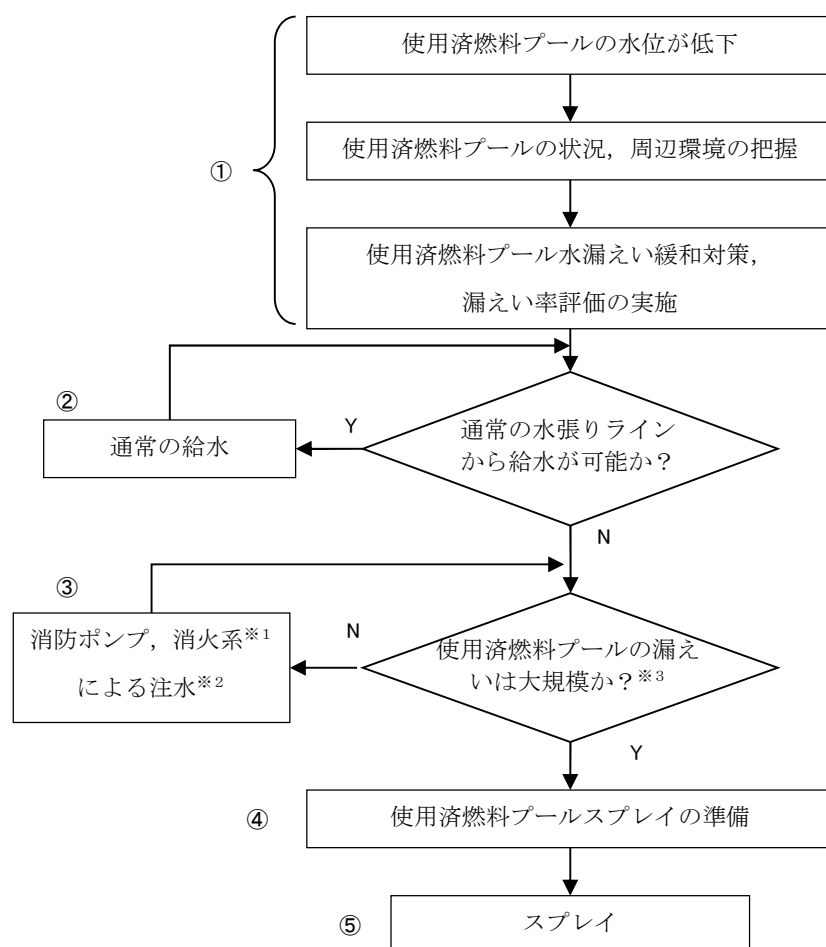 使用済燃料プールの水位が低下
使用済燃料プールの状況，周辺環境の把握
①
使用済燃料プール水漏えい緩和対策，
漏えい率評価の実施
②
通常の給水
Y
通常の水張りライン
から給水が可能か？
N
③
消防ポンプ，消火系※1
による注水※2
N
使用済燃料プールの漏え
いは大規模か？※3
Y
④
使用済燃料プールスプレイの準備
⑤
スプレイ